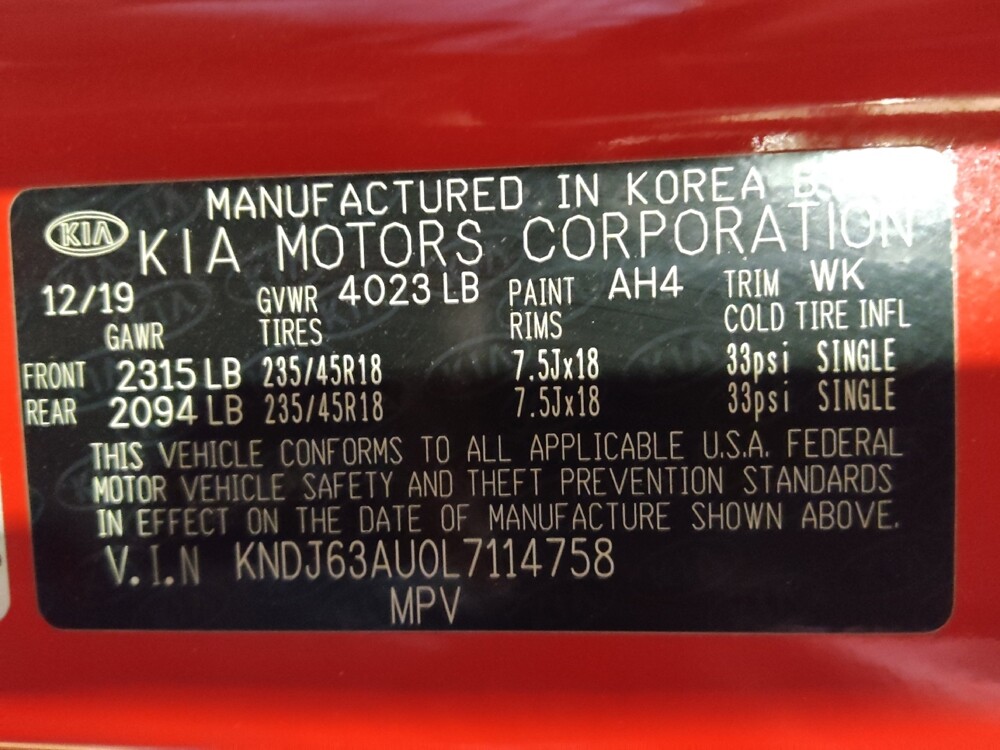 MANUFACTURED IN KOREA
KIA
KIA MOTORS CORPORATION
12/19 GVWR 4023 LB PAINT AH4 TRIM WK
GAWR TIRES RIMS COLD TIRE INFL
FRONT 2315 LB 235/45R18 7.5Jx18 33psi SINGLE
REAR 2094 LB 235/45R18 7.5Jx18 33psi SINGLE
THIS VEHICLE CONFORMS TO ALL APPLICABLE U.S.A. FEDERAL
MOTOR VEHICLE SAFETY AND THEFT PREVENTION STANDARDS
IN EFFECT ON THE DATE OF MANUFACTURE SHOWN ABOVE.
V.I.N KNDJ63AU0L7114758
MPV